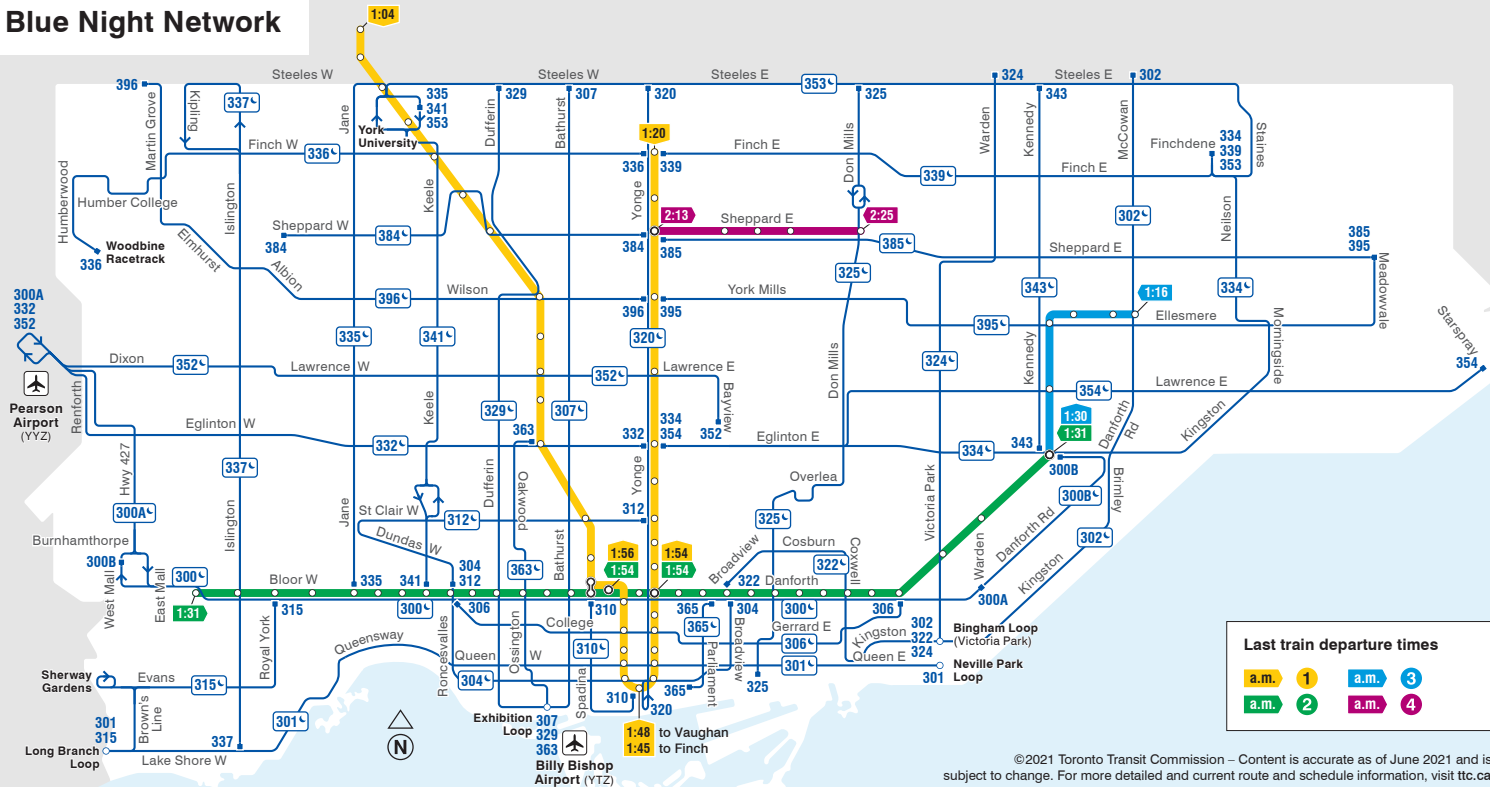 Blue Night Network
1:04
Steeles W
Steeles W
Steeles E
353
324
Steeles E
302
396
Martin Grove
Kipling
337
Jane
335
341
353
York
University
Dufferin
329
Bathurst
307
320
325
Don Mills
Warden
Kennedy
343
McCowan
Finchdene
334
339
353
Staines
1:20
Finch W
336
336
339
Finch E
339
Finch E
Humberwood
Humber College
Islington
Keele
Yonge
2:13
Sheppard E
2:25
302
Neilson
Woodbine
Racetrack
336
Elmhurst
Sheppard W
384
384
384
385
385
Sheppard E
385
395
Meadowvale
Albion
325
300A
332
352
396
Wilson
396
395
York Mills
343
1:16
334
395
Ellesmere
Morningside
Starspray
354
335
341
320
324
Kennedy
Dixon
352
Lawrence W
352
Lawrence E
Don Mills
354
Lawrence E
Pearson
Airport
(YYZ)
Renforth
Keele
Bayview
352
329
307
1:30
1:31
Danforth
Rd
Kingston
Eglinton W
332
363
332
334
354
Eglinton E
334
343
300B
Hwy 427
337
Dufferin
Oakwood
Yonge
Overlea
Victoria Park
300B
Brimley
300A
Islington
Jane
St Clair W
312
312
325
Danforth Rd
302
Burnhamthorpe
300B
Dundas W
Bathurst
1:56
1:54
1:54
1:54
Broadview
Cosburn
322
Coxwell
Warden
Kingston
West Mall
East Mall
300
1:31
Bloor W
335
341
304
312
363
322
Danforth
300A
315
300
306
310
365
304
300
306
Royal York
College
365
Gerrard E
306
Kingston
302
322
324
Bingham Loop
(Victoria Park)
Queensway
Roncesvalles
Queen
Ossington
W
310
Parliament
Broadview
301
Queen E
Neville Park
Loop
301
Sherway
Gardens
Evans
315
304
Spadina
310
365
325
320
Brown's
Line
301
315
Long Branch
Loop
337
Lake Shore W
301
N
Exhibition
Loop
307
329
363
Billy Bishop
Airport (YTZ)
1:48 to Vaughan
1:45 to Finch
Last train departure times
a.m. 1
a.m. 3
a.m. 2
a.m. 4
©2021 Toronto Transit Commission – Content is accurate as of June 2021 and is
subject to change. For more detailed and current route and schedule information, visit ttc.ca